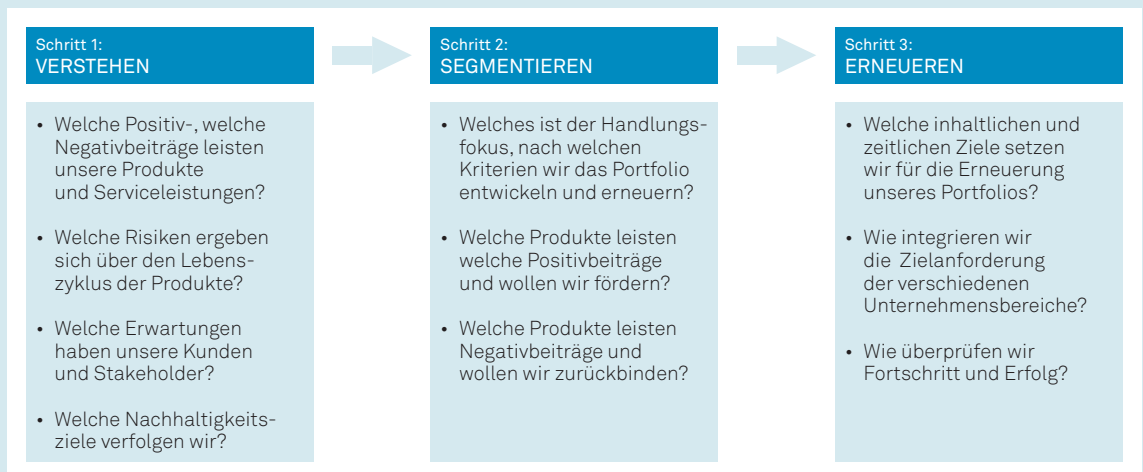 Schritt 1:
VERSTEHEN
• Welche Positiv-, welche
Negativbeiträge leisten
unsere Produkte
und Serviceleistungen?
• Welche Risiken ergeben
sich über den Lebens-
zyklus der Produkte?
• Welche Erwartungen
haben unsere Kunden
und Stakeholder?
• Welche Nachhaltigkeits-
ziele verfolgen wir?
Schritt 2:
SEGMENTIEREN
• Welches ist der Handlungs-
fokus, nach welchen
Kriterien wir das Portfolio
entwickeln und erneuern?
• Welche Produkte leisten
welche Positivbeiträge
und wollen wir fördern?
• Welche Produkte leisten
Negativbeiträge und
wollen wir zurückbinden?
Schritt 3:
ERNEUEREN
• Welche inhaltlichen und
zeitlichen Ziele setzen
wir für die Erneuerung
unseres Portfolios?
• Wie integrieren wir
die Zielanforderung
der verschiedenen
Unternehmensbereiche?
• Wie überprüfen wir
Fortschritt und Erfolg?